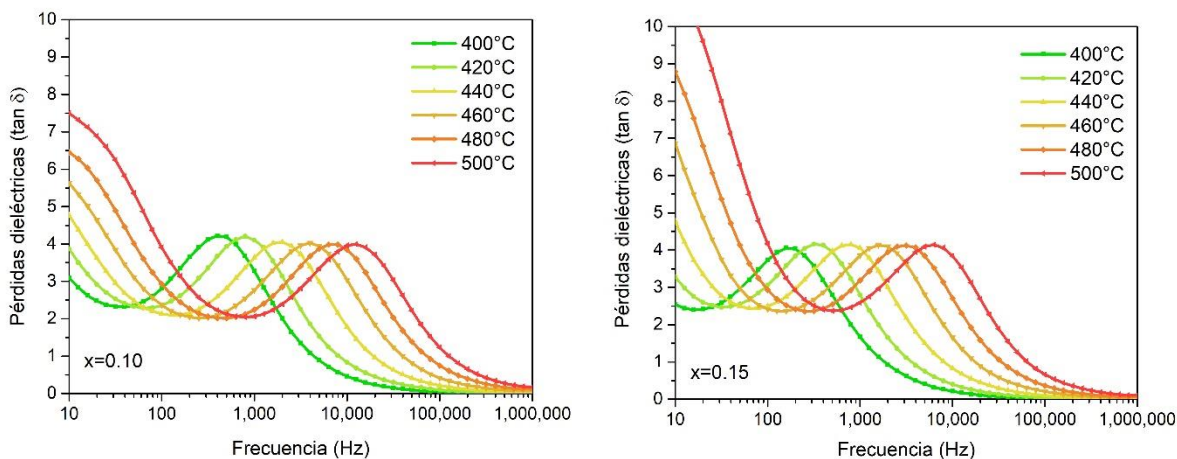 Pérdidas dieléctricas (tan δ)
10
9
8
7
6
5
4
3
2
1
0
400°C
420°C
440°C
460°C
480°C
500°C
x=0.10
10
100
1,000
10,000
100,000
1,000,000
Frecuencia (Hz)
Pérdidas dieléctricas (tan δ)
10
9
8
7
6
5
4
3
2
1
0
400°C
420°C
440°C
460°C
480°C
500°C
x=0.15
10
100
1,000
10,000
100,000
1,000,000
Frecuencia (Hz)